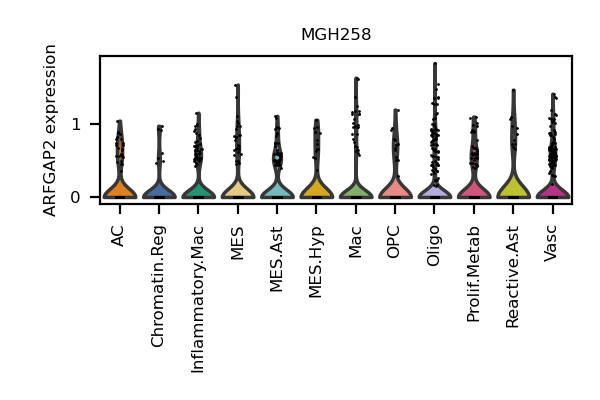 MGH258
ARFGAP2 expression
1
0
AC
Chromatin.Reg
Inflammatory.Mac
MES
MES.Ast
MES.Hyp
Mac
OPC
Oligo
Prolif.Metab
Reactive.Ast
Vasc